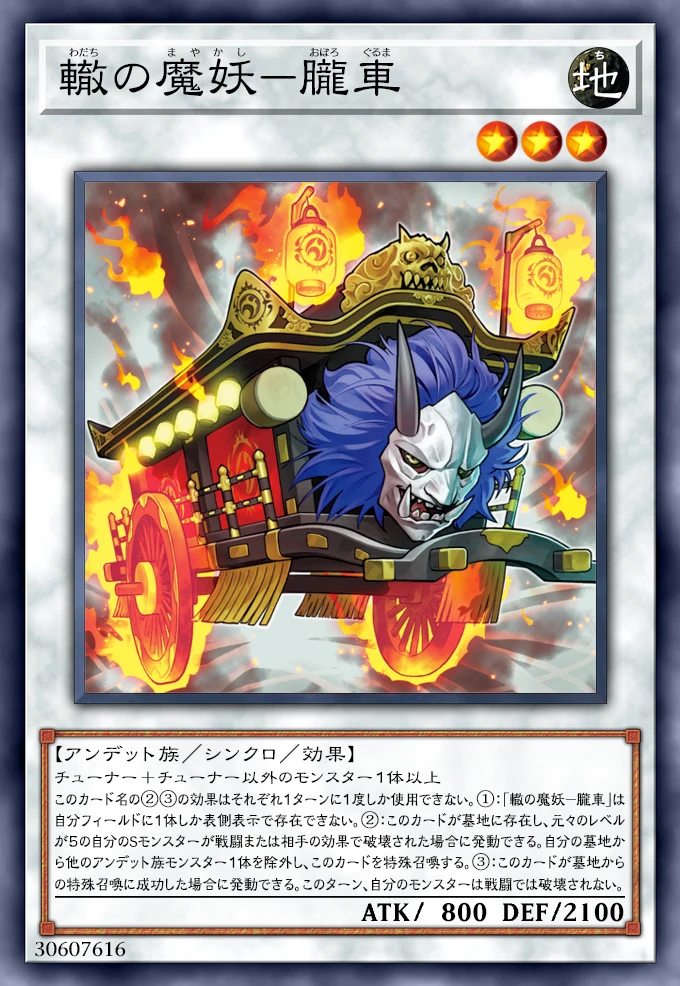 わだち まやかし おぼろ ぐるま
轍の魔妖－朧車
ち
地
【アンデット族／シンクロ／効果】
チューナー＋チューナー以外のモンスター１体以上
このカード名の②③の効果はそれぞれ１ターンに１度しか使用できない。①：「轍の魔妖－朧車」は
自分フィールドに１体しか表側表示で存在できない。②：このカードが墓地に存在し、元々のレベル
が５の自分のSモンスターが戦闘または相手の効果で破壊された場合に発動できる。自分の墓地か
ら他のアンデット族モンスター１体を除外し、このカードを特殊召喚する。③：このカードが墓地から
の特殊召喚に成功した場合に発動できる。このターン、自分のモンスターは戦闘では破壊されない。
ATK/ 800 DEF/2100
30607616